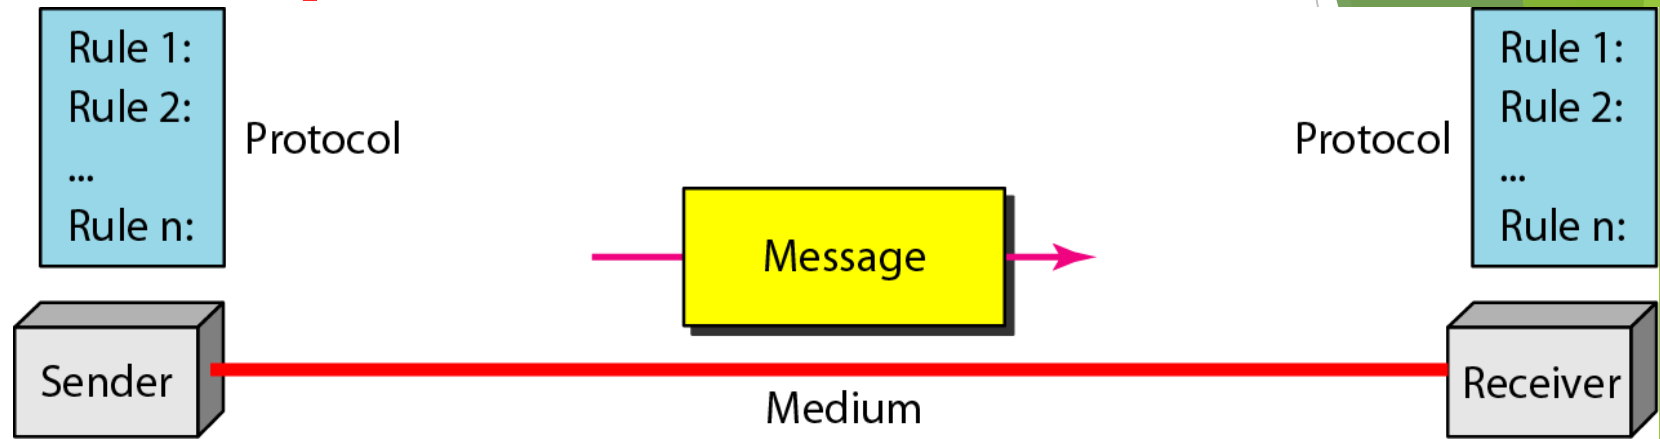 Rule 1:
Rule 2:
...
Rule n:
Protocol
Message
Protocol
Rule 1:
Rule 2:
...
Rule n:
Sender
Medium
Receiver